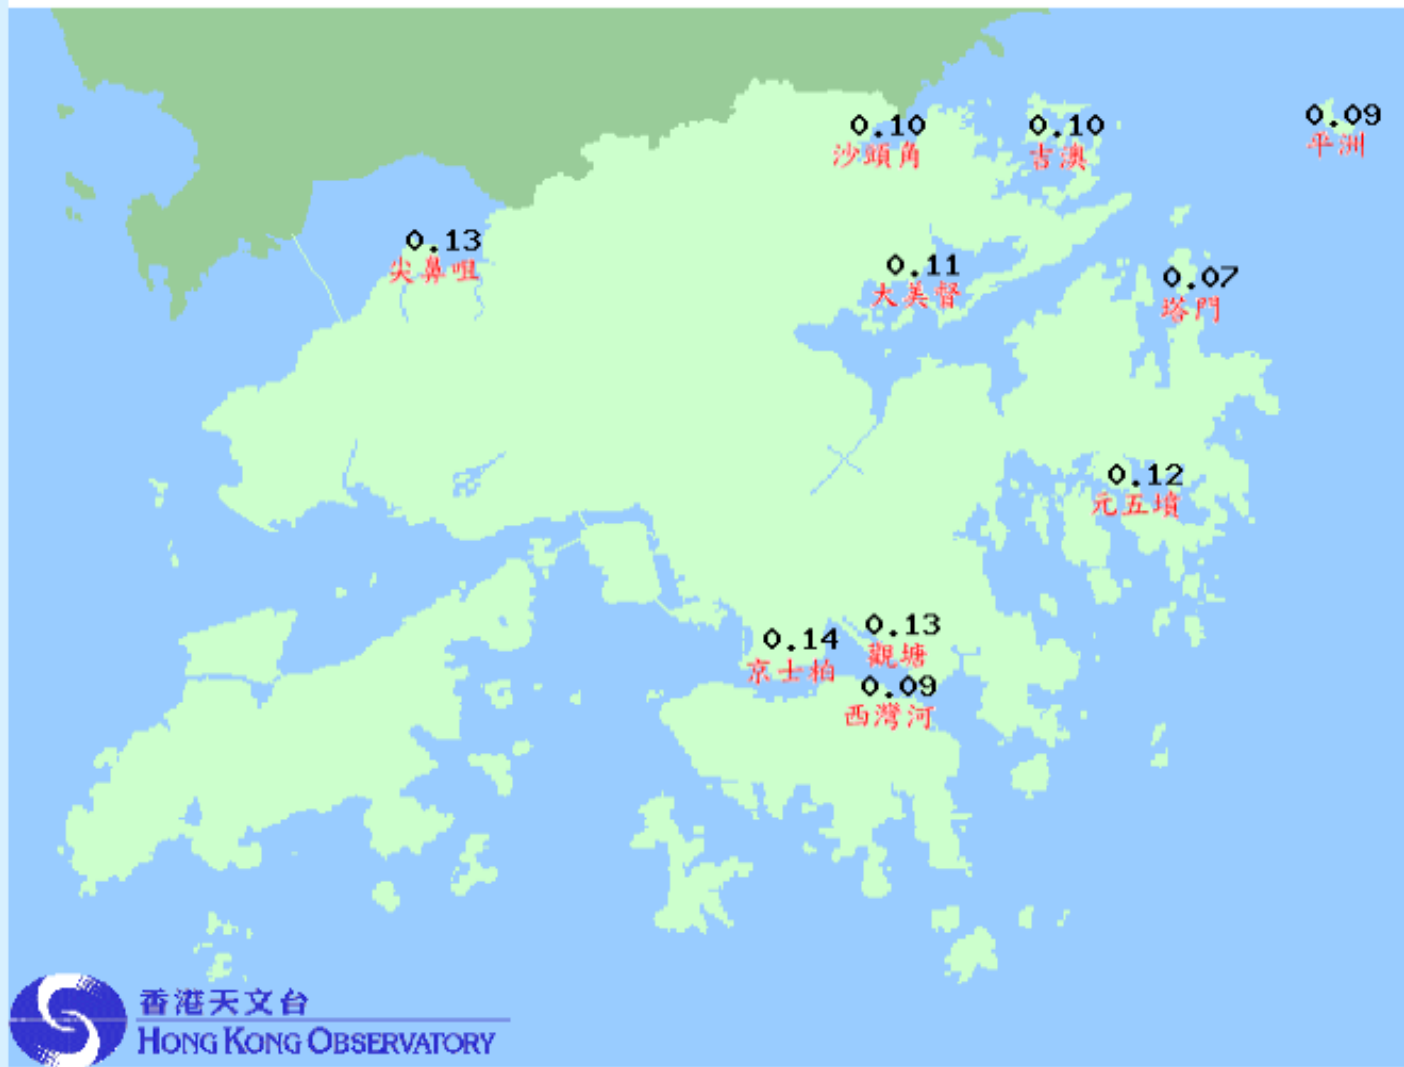 0.10
沙頭角
0.10
吉澳
0.09
平洲
0.13
尖鼻咀
0.11
大美督
0.07
塔門
0.12
元五墳
0.14
京士柏
0.13
觀塘
0.09
西灣河
香港天文台
HONG KONG OBSERVATORY